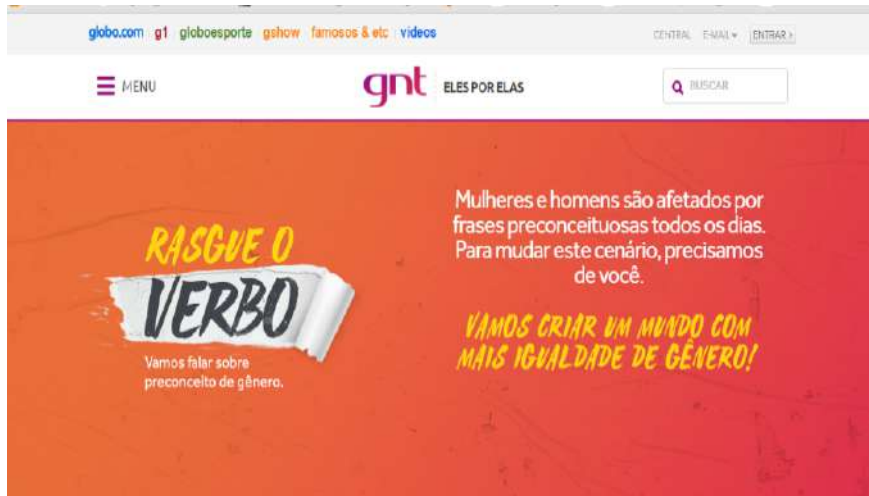 globo.com g1 globoesporte gshow famosos & etc vídeos
CENTRAL E-MAIL ENTRAR >
MENU
gnt ELES POR ELAS
BUSCAR
RASGUE O
VERBO
Vamos falar sobre
preconceito de gênero.
Mulheres e homens são afetados por
frases preconceituosas todos os dias.
Para mudar este cenário, precisamos
de você.
VAMOS CRIAR UM MUNDO COM
MAIS IGUALDADE DE GÊNERO!